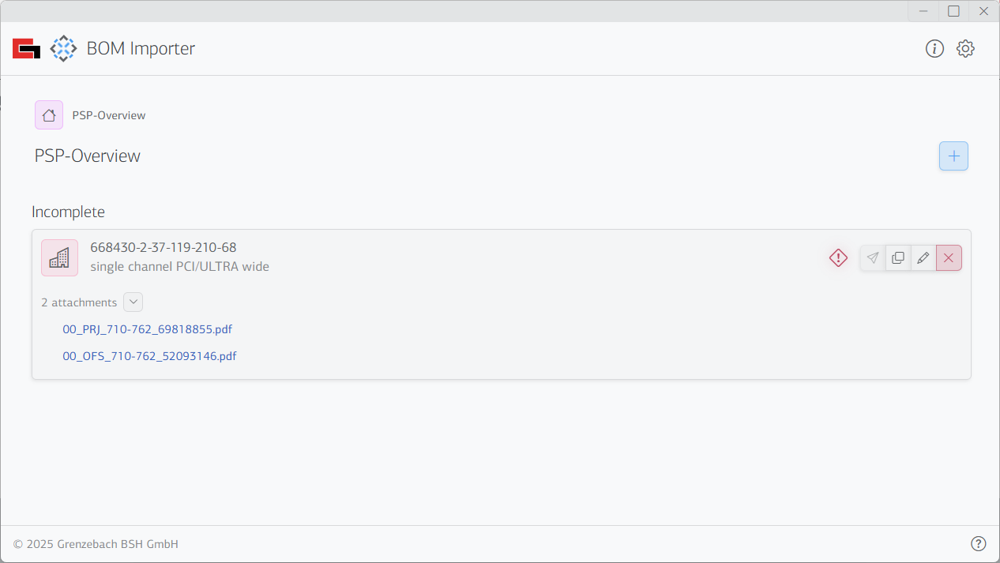 BOM Importer
PSP-Overview
PSP-Overview
Incomplete
668430-2-37-119-210-68
single channel PCI/ULTRA wide
2 attachments
00_PRJ_710-762_69818855.pdf
00_OFS_710-762_52093146.pdf
© 2025 Grenzebach BSH GmbH